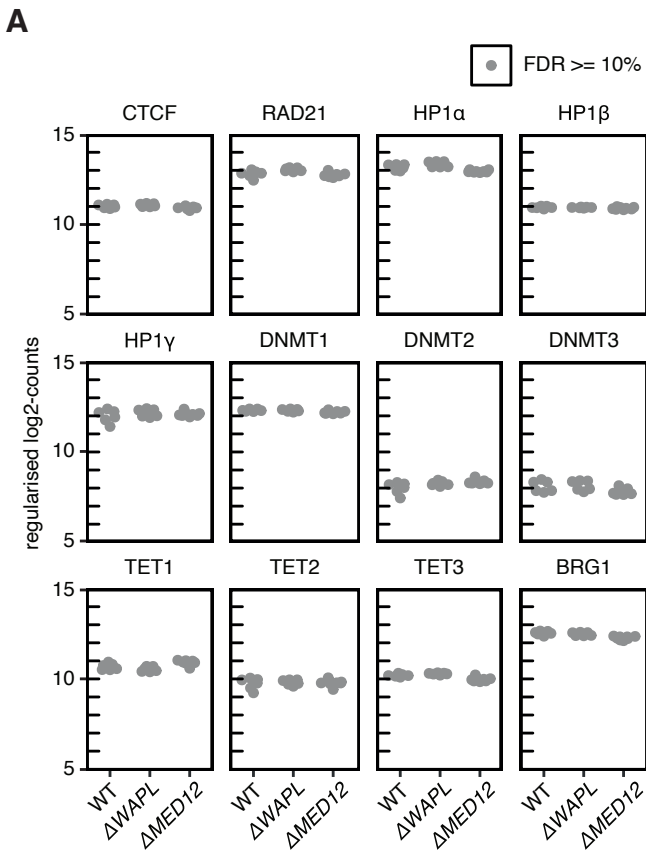 A
FDR >= 10%
CTCF RAD21 HP1α HP1β
15
10
5
HP1γ DNMT1 DNMT2 DNMT3
15
10
5
TET1 TET2 TET3 BRG1
15
10
5
regularised log2-counts
WT ΔWAPL ΔMED12 WT ΔWAPL ΔMED12 WT ΔWAPL ΔMED12 WT ΔWAPL ΔMED12